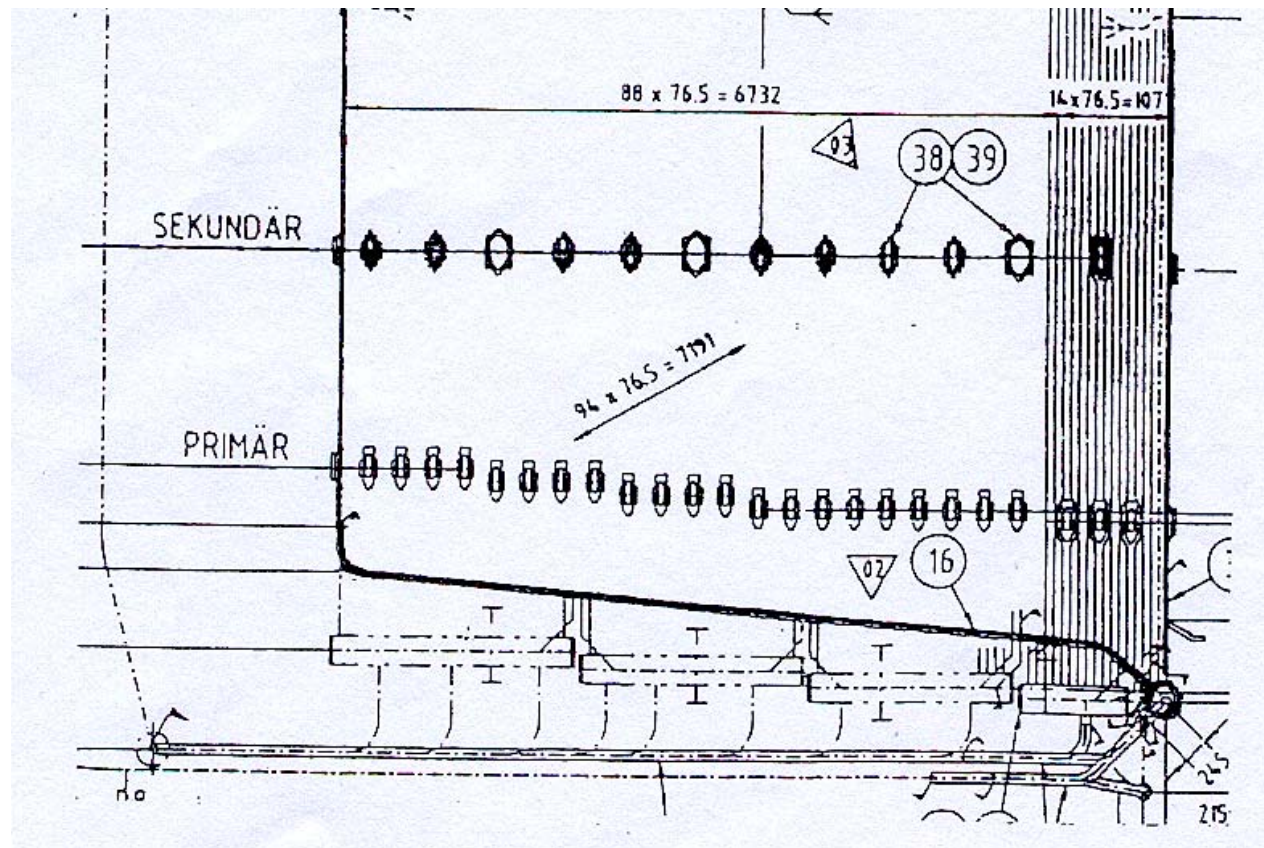 88 x 76.5 = 6732
14x76.5=107
03
38
39
SEKUNDÄR
94 x 76.5 = 7191
PRIMÄR
02
16
245
215